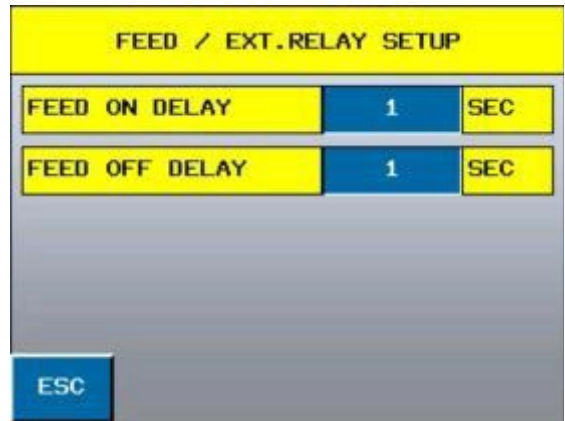 FEED / EXT.RELAY SETUP
FEED ON DELAY 1 SEC
FEED OFF DELAY 1 SEC
ESC